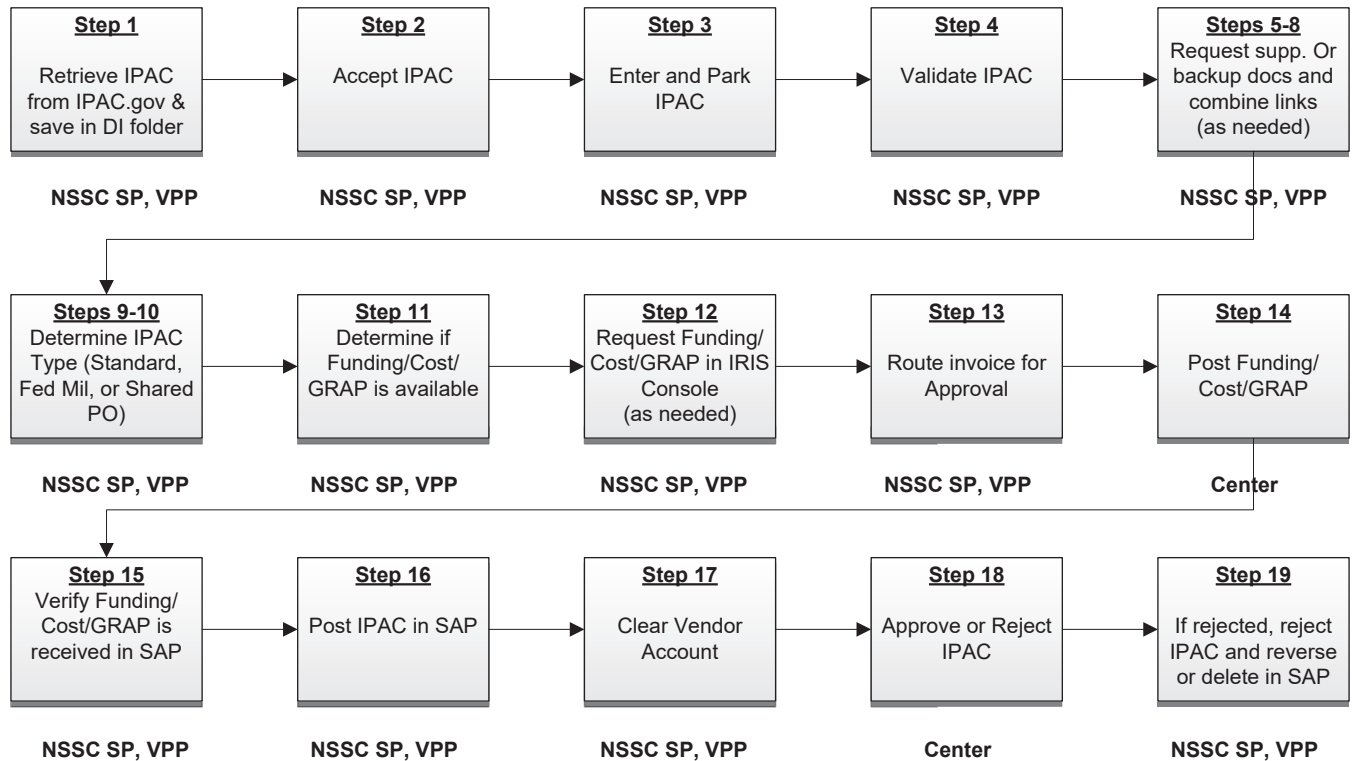 Step 1
Retrieve IPAC
from IPAC.gov &
save in DI folder
NSSC SP, VPP
Step 2
Accept IPAC
NSSC SP, VPP
Step 3
Enter and Park
IPAC
NSSC SP, VPP
Step 4
Validate IPAC
NSSC SP, VPP
Steps 5-8
Request supp. Or
backup docs and
combine links
(as needed)
NSSC SP, VPP
Steps 9-10
Determine IPAC
Type (Standard,
Fed Mil, or Shared
PO)
NSSC SP, VPP
Step 11
Determine if
Funding/Cost/
GRAP is available
NSSC SP, VPP
Step 12
Request Funding/
Cost/GRAP in IRIS
Console
(as needed)
NSSC SP, VPP
Step 13
Route invoice for
Approval
NSSC SP, VPP
Step 14
Post Funding/
Cost/GRAP
Center
Step 15
Verify Funding/
Cost/GRAP is
received in SAP
NSSC SP, VPP
Step 16
Post IPAC in SAP
NSSC SP, VPP
Step 17
Clear Vendor
Account
NSSC SP, VPP
Step 18
Approve or Reject
IPAC
Center
Step 19
If rejected, reject
IPAC and reverse
or delete in SAP
NSSC SP, VPP